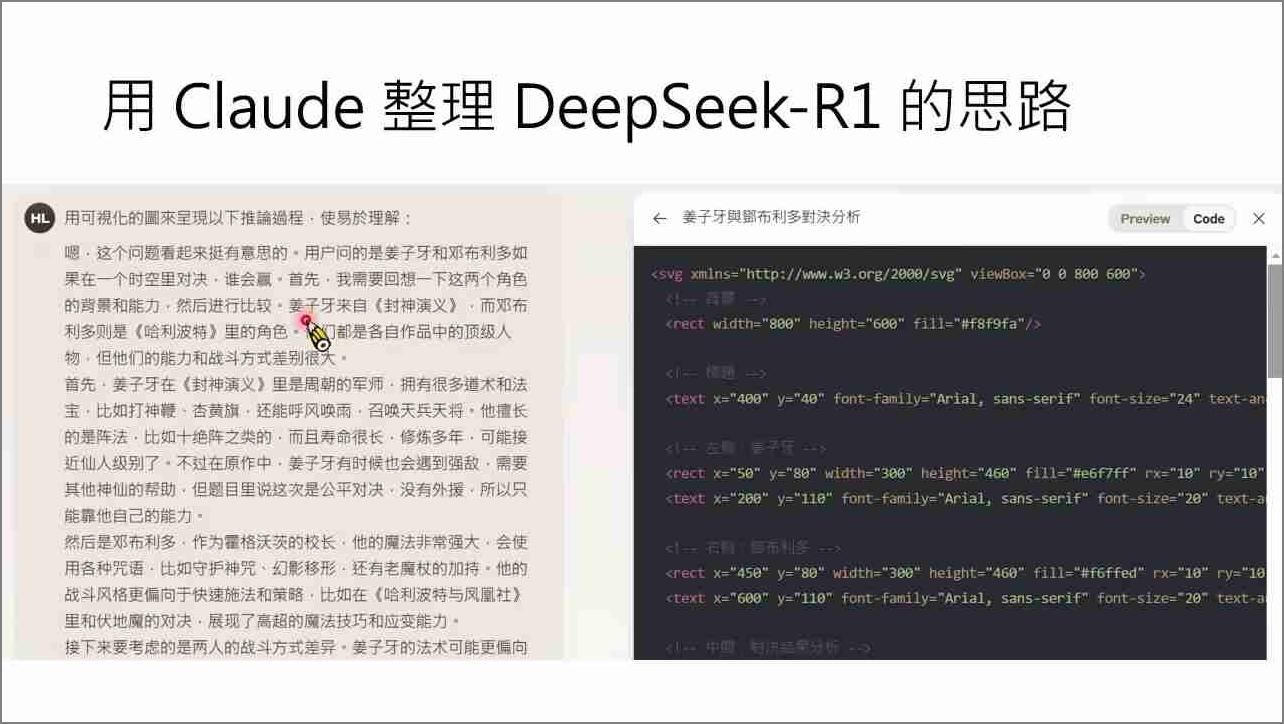 用 Claude 整理 DeepSeek-R1 的思路
HL
用可視化的圖來呈現以下推論過程，使易於理解：
嗯，这个问题看起来挺有意思的。用户问的是姜子牙和邓布利多如
果在一个时空里对决，谁会赢。首先，我需要回想一下这两个角色
的背景和能力，然后进行比较。姜子牙来自《封神演义》，而邓布
利多则是《哈利波特》里的角色。们都是各自作品中的顶级人
物，但他们的能力和战斗方式差别很大。
首先，姜子牙在《封神演义》里是周朝的军师，拥有很多道术和法
宝，比如打神鞭、杏黄旗，还能呼风唤雨，召唤天兵天将。他擅长
的是阵法，比如十绝阵之类的，而且寿命很长，修炼多年，可能接
近仙人级别了。不过在原作中，姜子牙有时候也会遇到强敌，需要
其他神仙的帮助，但题目里说这次是公平对决，没有外援，所以只
能靠他自己的能力。
然后是邓布利多，作为霍格沃茨的校长，他的魔法非常强大，会使
用各种咒语，比如守护神咒、幻影移形，还有老魔杖的加持。他的
战斗风格更偏向于快速施法和策略，比如在《哈利波特与凤凰社》
里和伏地魔的对决，展现了高超的魔法技巧和应变能力。
接下来要考虑的是两人的战斗方式差异。姜子牙的法术可能更偏向
← 姜子牙與鄧布利多對決分析
Preview Code ×
<svg xmlns="http://www.w3.org/2000/svg" viewBox="0 0 800 600">
<!-- 背景 -->
<rect width="800" height="600" fill="#f8f9fa"/>
<!-- 標題 -->
<text x="400" y="40" font-family="Arial, sans-serif" font-size="24" text-an
<!-- 左側：姜子牙 -->
<rect x="50" y="80" width="300" height="460" fill="#e6f7ff" rx="10" ry="10"
<text x="200" y="110" font-family="Arial, sans-serif" font-size="20" text-a
<!-- 右側：鄧布利多 -->
<rect x="450" y="80" width="300" height="460" fill="#f6ffed" rx="10" ry="10
<text x="600" y="110" font-family="Arial, sans-serif" font-size="20" text-a
<!-- 中間：對決結果分析 -->